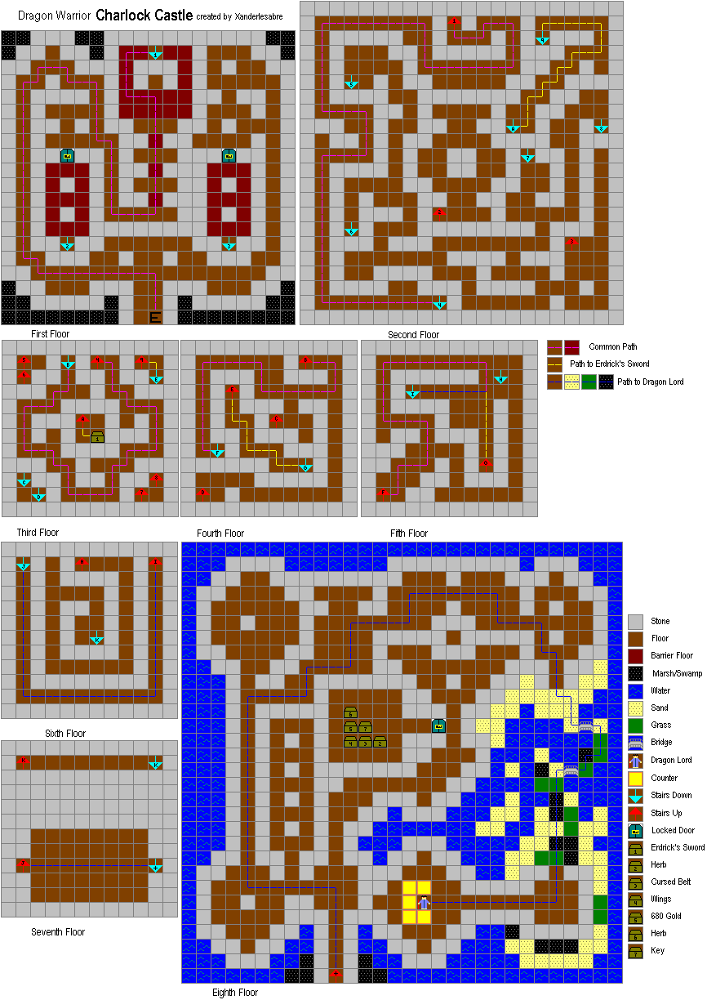 Dragon Warrior Charlock Castle created by Xanderlesabre
First Floor
Second Floor
Common Path
Path to Erdrick's Sword
Path to Dragon Lord
Third Floor
Fourth Floor
Fifth Floor
Sixth Floor
Seventh Floor
Eighth Floor
Stone
Floor
Barrier Floor
Marsh/Swamp
Water
Sand
Grass
Bridge
Dragon Lord
Counter
Stairs Down
Stairs Up
Locked Door
Erdrick's Sword
Herb
Cursed Belt
Wings
680 Gold
Herb
Key